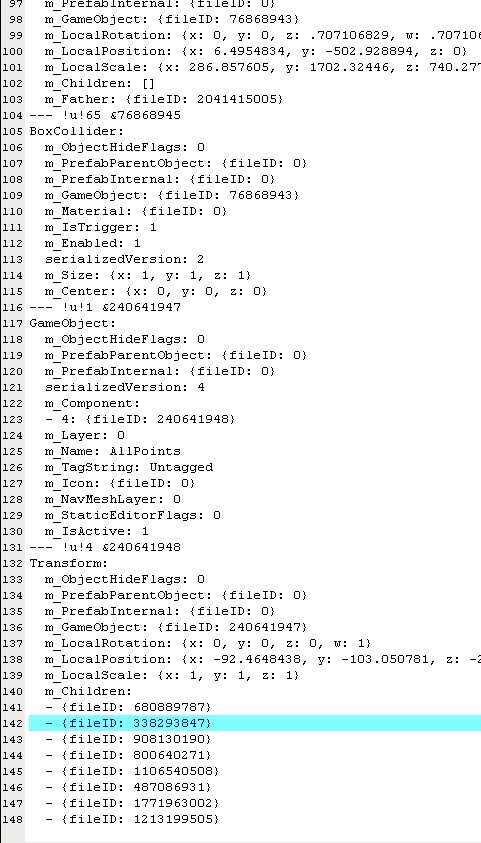 97 m_PrefabInternal: {fileID: 0}
98 m_GameObject: {fileID: 76868943}
99 m_LocalRotation: {x: 0, y: 0, z: .707106829, w: .707106
100 m_LocalPosition: {x: 6.4954834, y: -502.928894, z: 0}
101 m_LocalScale: {x: 286.857605, y: 1702.32446, z: 740.277
102 m_Children: []
103 m_Father: {fileID: 2041415005}
104 --- !u!65 &76868945
105 BoxCollider:
106 m_ObjectHideFlags: 0
107 m_PrefabParentObject: {fileID: 0}
108 m_PrefabInternal: {fileID: 0}
109 m_GameObject: {fileID: 76868943}
110 m_Material: {fileID: 0}
111 m_IsTrigger: 1
112 m_Enabled: 1
113 serializedVersion: 2
114 m_Size: {x: 1, y: 1, z: 1}
115 m_Center: {x: 0, y: 0, z: 0}
116 --- !u!1 &240641947
117 GameObject:
118 m_ObjectHideFlags: 0
119 m_PrefabParentObject: {fileID: 0}
120 m_PrefabInternal: {fileID: 0}
121 serializedVersion: 4
122 m_Component:
123 - 4: {fileID: 240641948}
124 m_Layer: 0
125 m_Name: AllPoints
126 m_TagString: Untagged
127 m_Icon: {fileID: 0}
128 m_NavMeshLayer: 0
129 m_StaticEditorFlags: 0
130 m_IsActive: 1
131 --- !u!4 &240641948
132 Transform:
133 m_ObjectHideFlags: 0
134 m_PrefabParentObject: {fileID: 0}
135 m_PrefabInternal: {fileID: 0}
136 m_GameObject: {fileID: 240641947}
137 m_LocalRotation: {x: 0, y: 0, z: 0, w: 1}
138 m_LocalPosition: {x: -92.4648438, y: -103.050781, z: -2
139 m_LocalScale: {x: 1, y: 1, z: 1}
140 m_Children:
141 - {fileID: 680889787}
142 - {fileID: 338293847}
143 - {fileID: 908130190}
144 - {fileID: 800640271}
145 - {fileID: 1106540508}
146 - {fileID: 487086931}
147 - {fileID: 1771963002}
148 - {fileID: 1213199505}